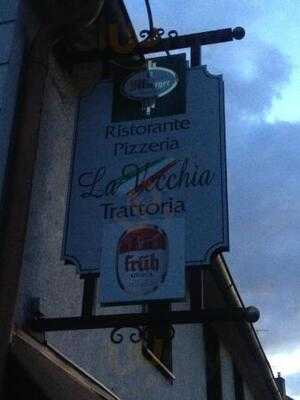 Ristorante
Pizzeria
La Vecchia
Trattoria
früh